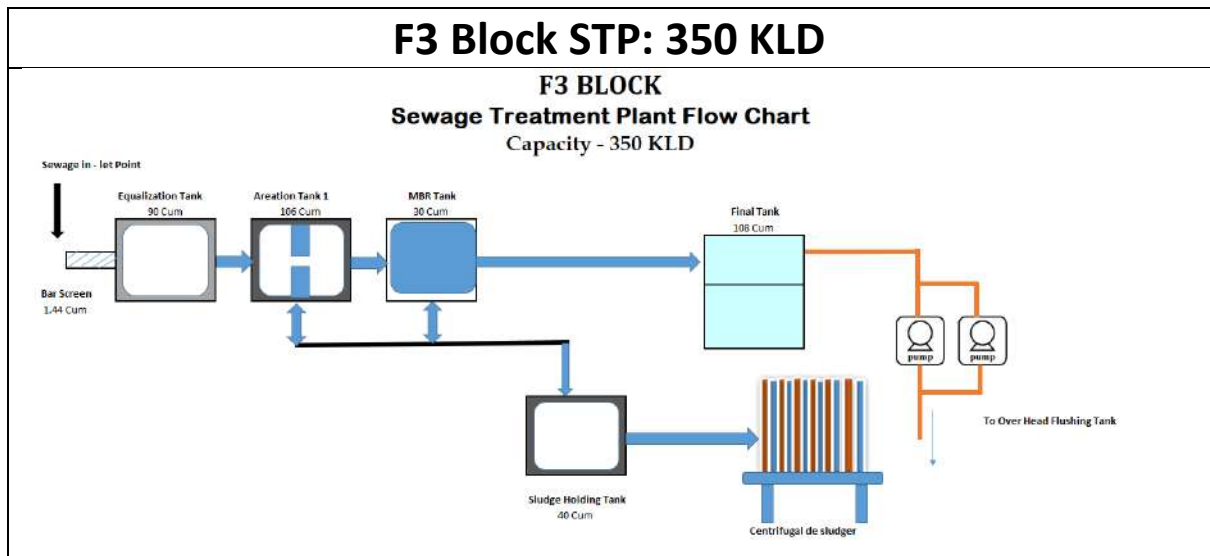 F3 Block STP: 350 KLD
F3 BLOCK
Sewage Treatment Plant Flow Chart
Capacity - 350 KLD
Sewage in - let Point
Equalization Tank
90 Cum
Areation Tank 1
106 Cum
MBR Tank
30 Cum
Final Tank
108 Cum
Bar Screen
1.44 Cum
pump
pump
To Over Head Flushing Tank
Sludge Holding Tank
40 Cum
Centrifugal de sludger